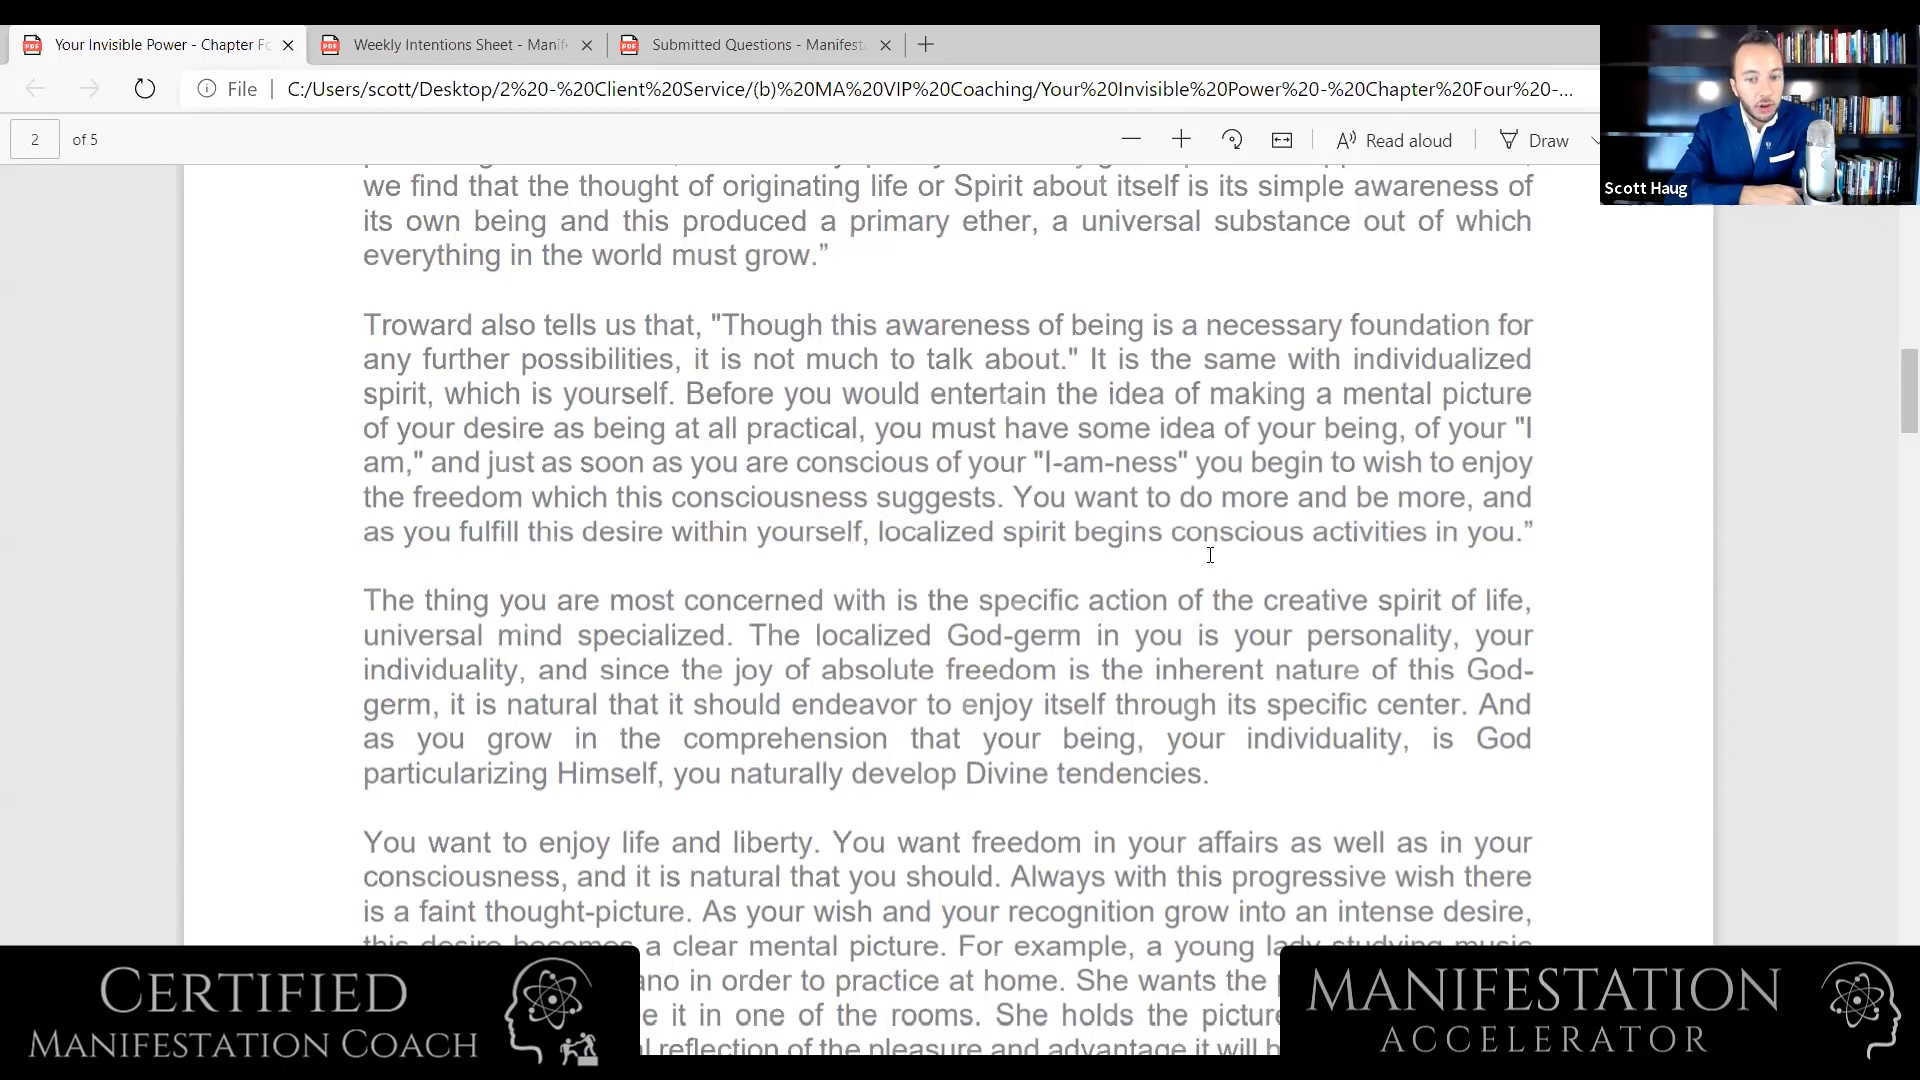 Your Invisible Power - Chapter Fo
Weekly Intentions Sheet - Manif
Submitted Questions - Manifest
File
C:/Users/scott/Desktop/2%20-%20Client%20Service/(b)%20MA%20VIP%20Coaching/Your%20Invisible%20Power%20-%20Chapter%20Four%20-...
2 of 5
Read aloud
Draw
Scott Haug
we find that the thought of originating life or Spirit about itself is its simple awareness of
its own being and this produced a primary ether, a universal substance out of which
everything in the world must grow.”
Troward also tells us that, "Though this awareness of being is a necessary foundation for
any further possibilities, it is not much to talk about." It is the same with individualized
spirit, which is yourself. Before you would entertain the idea of making a mental picture
of your desire as being at all practical, you must have some idea of your being, of your "I
am," and just as soon as you are conscious of your "I-am-ness" you begin to wish to enjoy
the freedom which this consciousness suggests. You want to do more and be more, and
as you fulfill this desire within yourself, localized spirit begins conscious activities in you.”
The thing you are most concerned with is the specific action of the creative spirit of life,
universal mind specialized. The localized God-germ in you is your personality, your
individuality, and since the joy of absolute freedom is the inherent nature of this God-
germ, it is natural that it should endeavor to enjoy itself through its specific center. And
as you grow in the comprehension that your being, your individuality, is God
particularizing Himself, you naturally develop Divine tendencies.
You want to enjoy life and liberty. You want freedom in your affairs as well as in your
consciousness, and it is natural that you should. Always with this progressive wish there
is a faint thought-picture. As your wish and your recognition grow into an intense desire,
this desire becomes a clear mental picture. For example, a young lady studying music
ano in order to practice at home. She wants the
e it in one of the rooms. She holds the picture
reflection of the pleasure and advantage it will
CERTIFIED
MANIFESTATION COACH
MANIFESTATION
ACCELERATOR